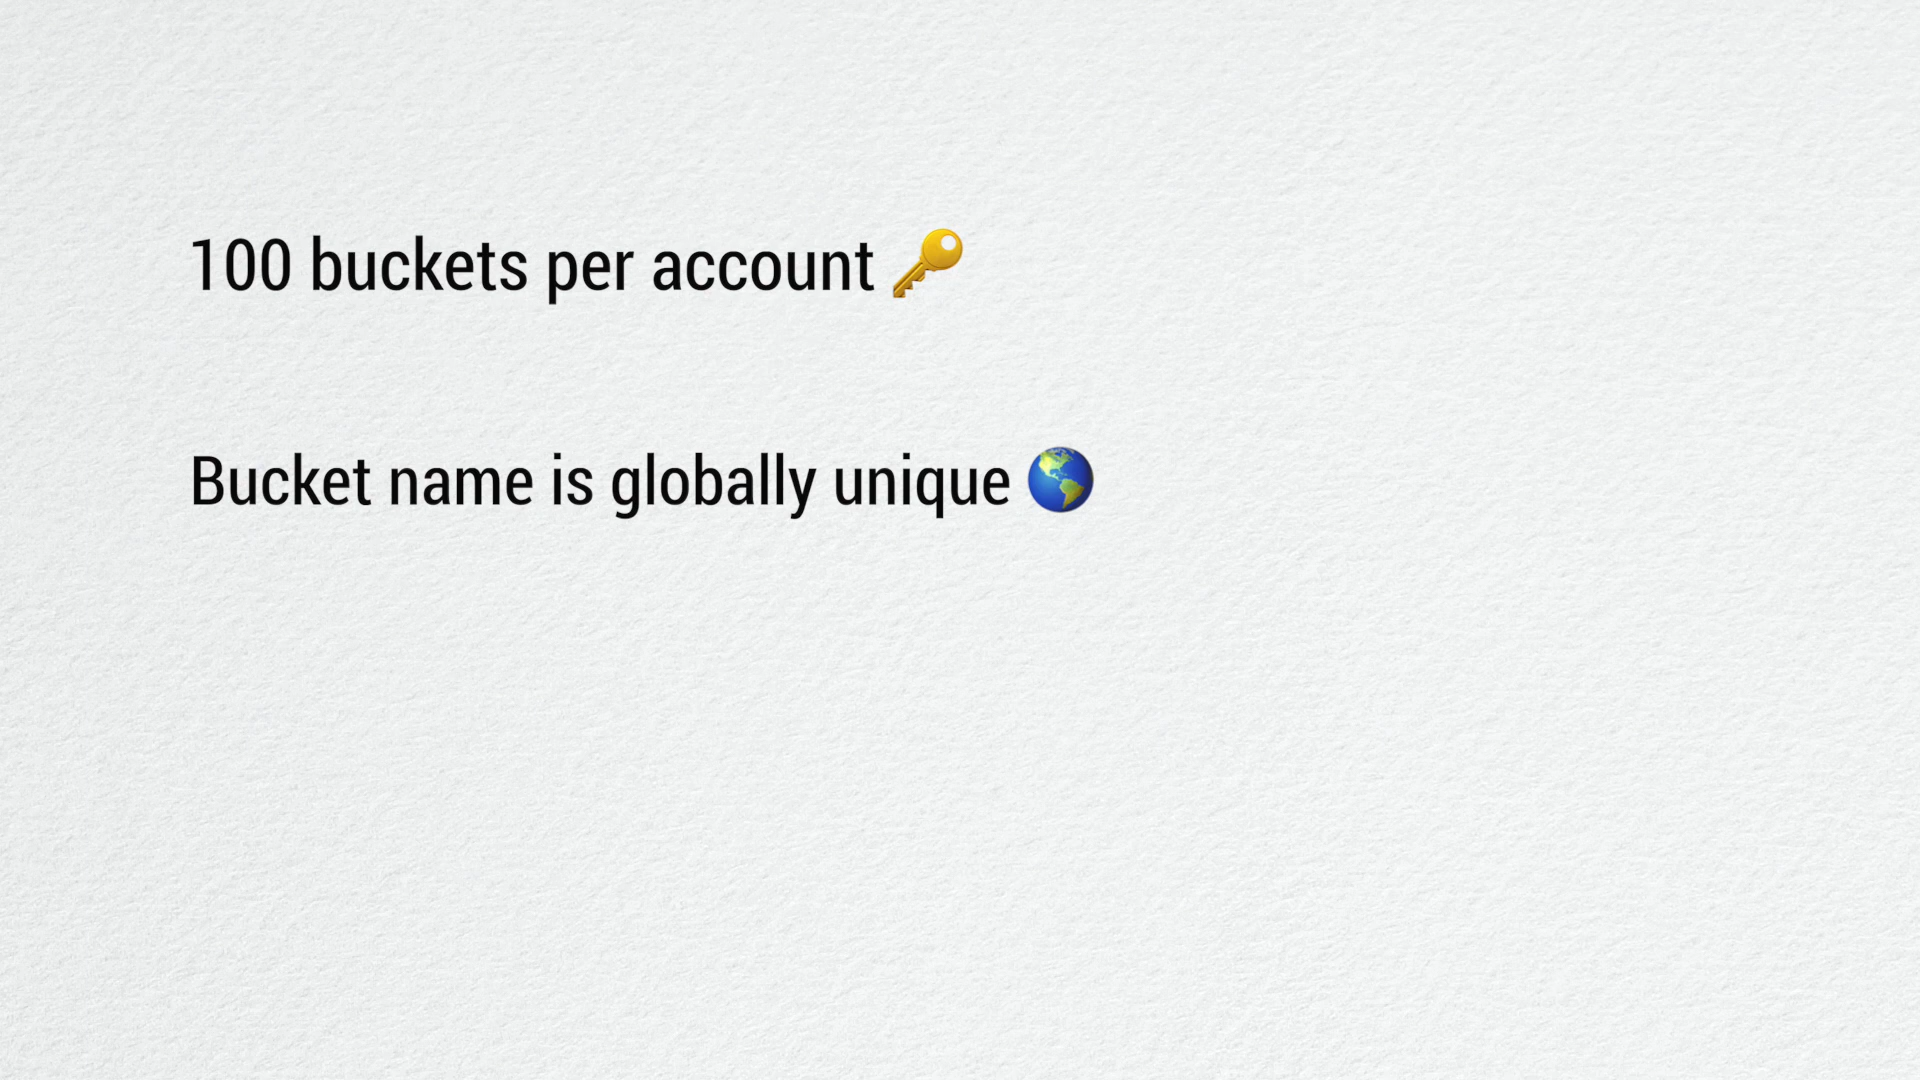 100 buckets per account 🔑
Bucket name is globally unique 🌎